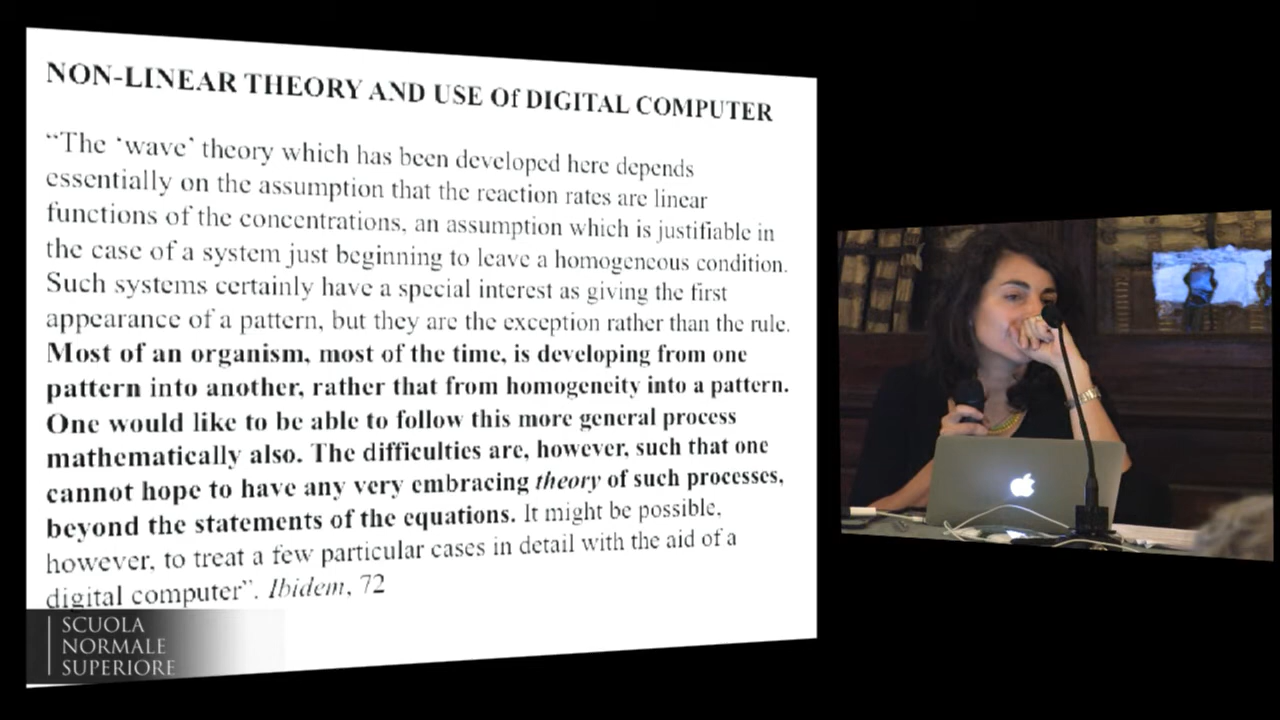 NON-LINEAR THEORY AND USE Of DIGITAL COMPUTER
“The ‘wave’ theory which has been developed here depends
essentially on the assumption that the reaction rates are linear
functions of the concentrations, an assumption which is justifiable in
the case of a system just beginning to leave a homogeneous condition.
Such systems certainly have a special interest as giving the first
appearance of a pattern, but they are the exception rather than the rule.
Most of an organism, most of the time, is developing from one
pattern into another, rather that from homogeneity into a pattern.
One would like to be able to follow this more general process
mathematically also. The difficulties are, however, such that one
cannot hope to have any very embracing theory of such processes,
beyond the statements of the equations. It might be possible,
however, to treat a few particular cases in detail with the aid of a
digital computer”. Ibidem, 72
SCUOLA
NORMALE
SUPERIORE